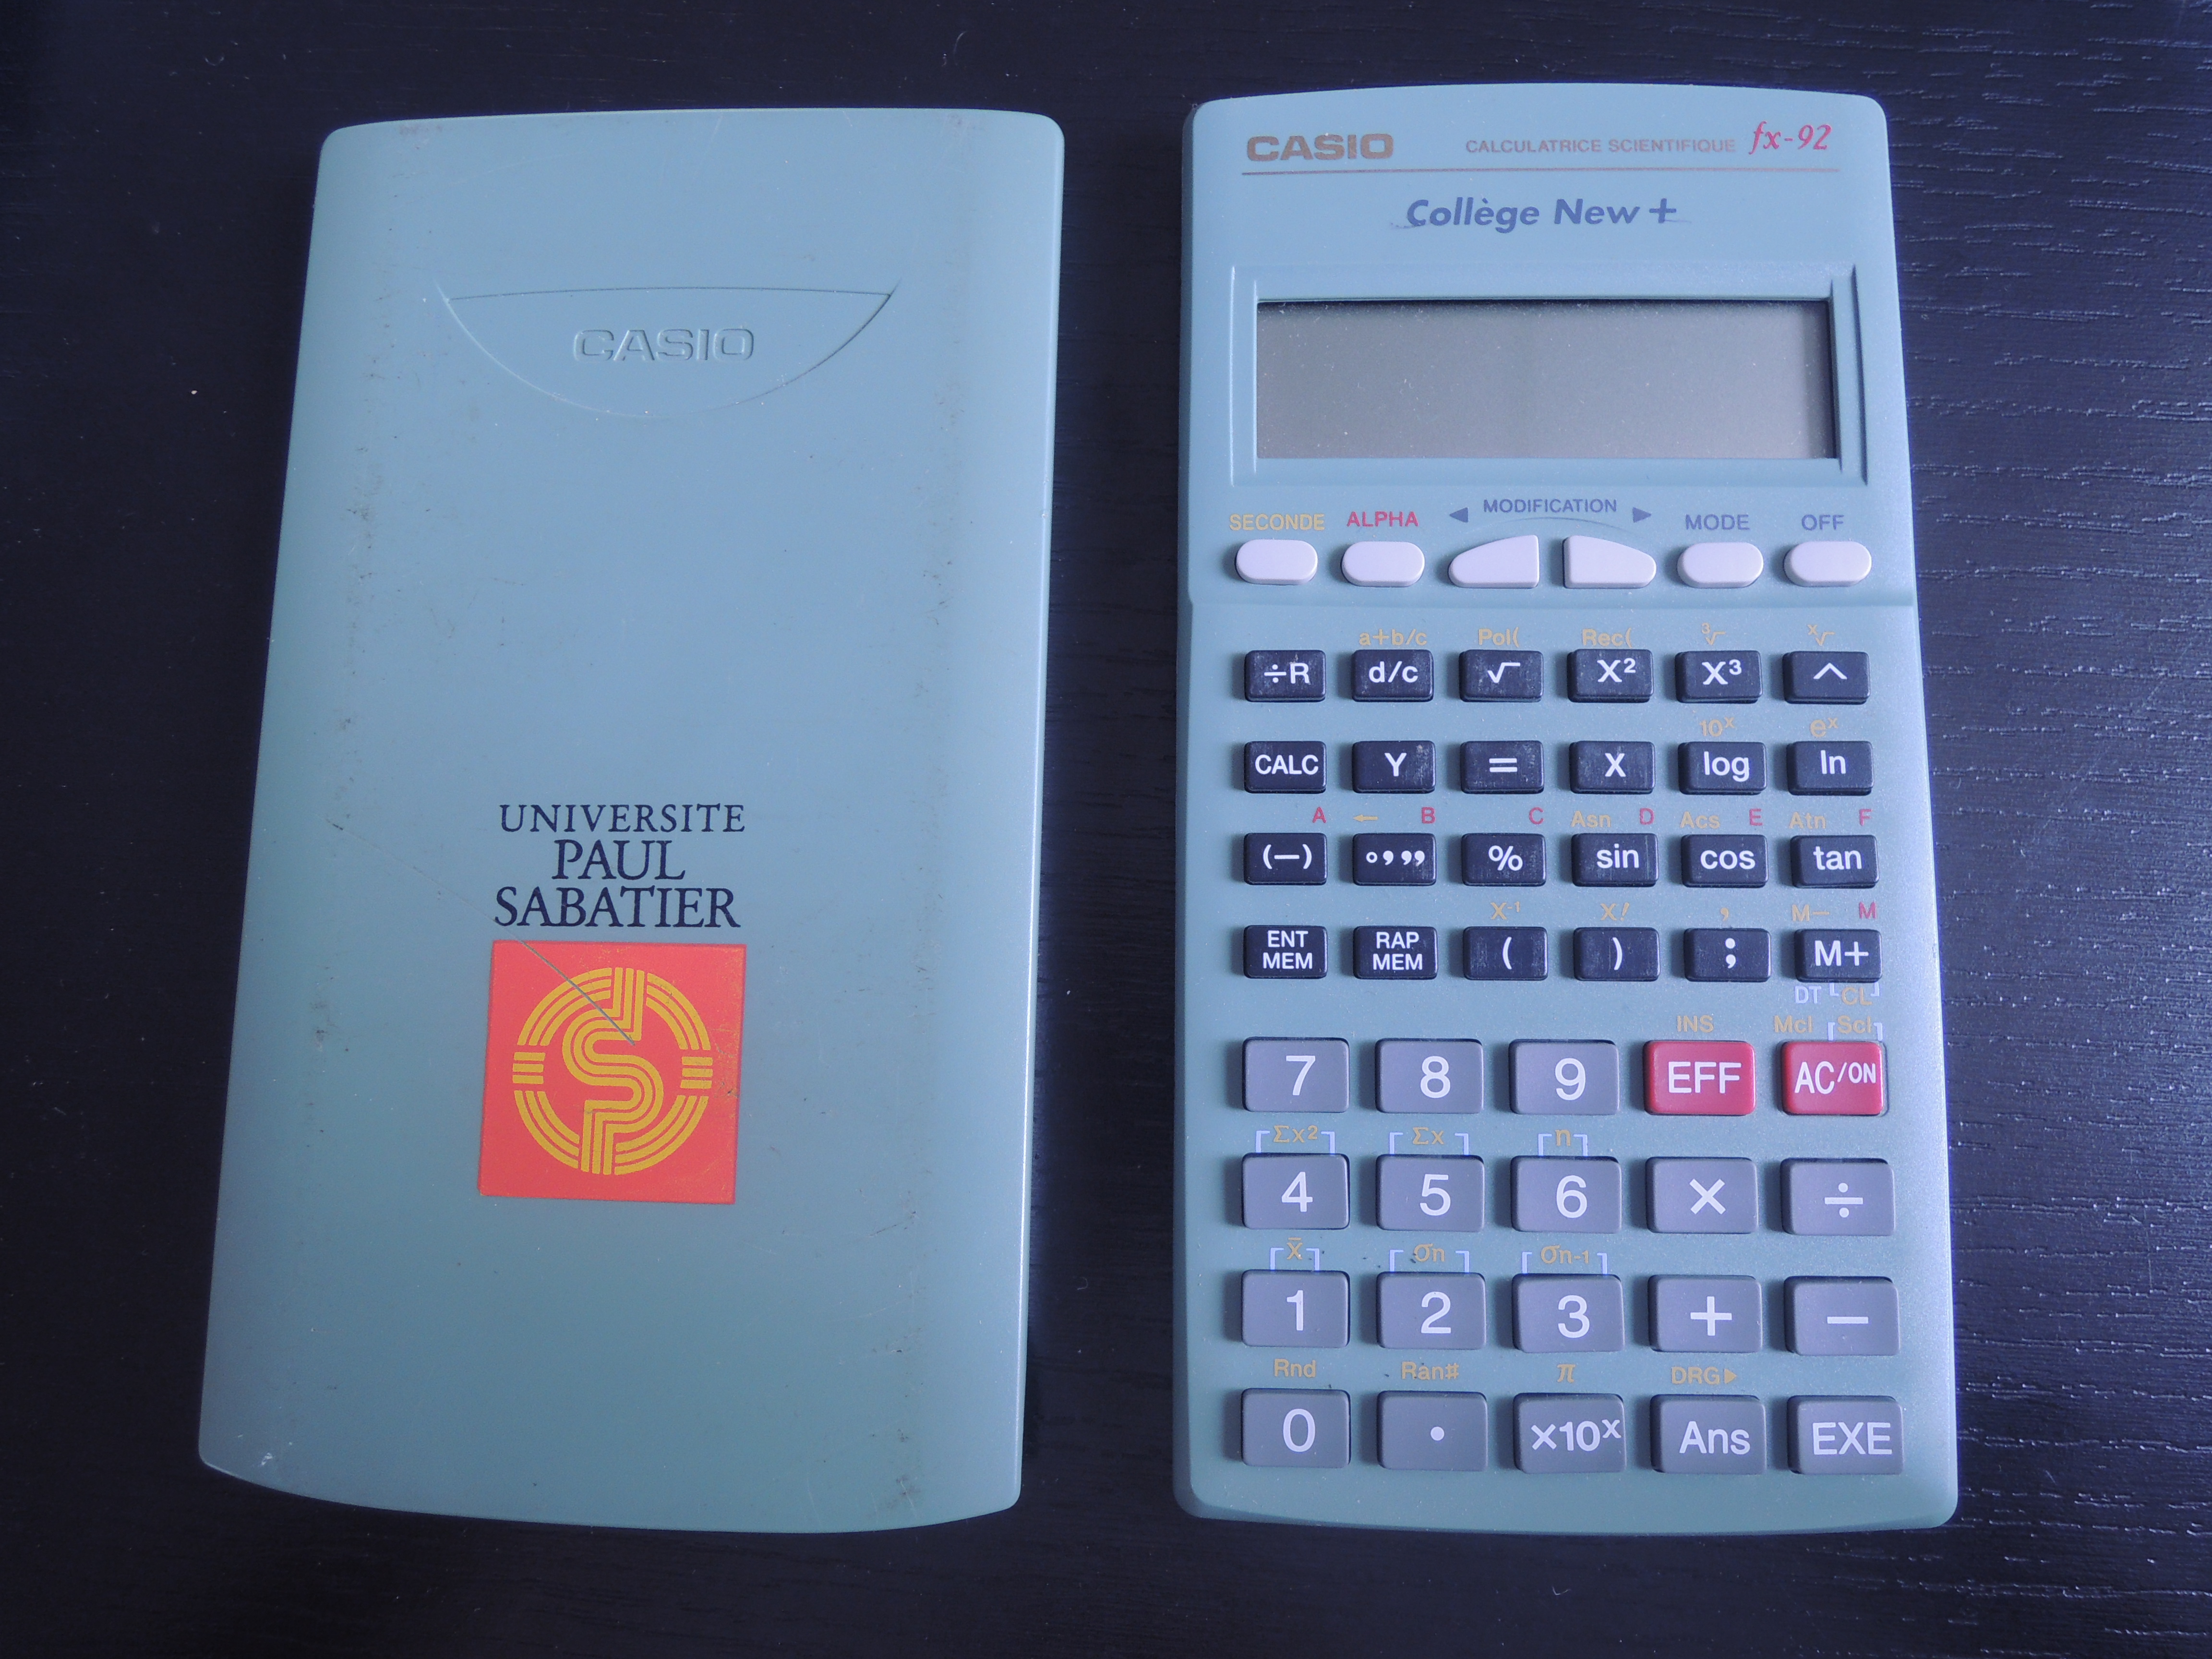 CASIO
UNIVERSITE
PAUL
SABATIER
CASIO CALCULATRICE SCIENTIFIQUE fx-92
Collège New +
SECONDE ALPHA ◀ MODIFICATION ▶ MODE OFF
a+b/c Pol( Rec( ³√ ˣ√
÷R d/c √ X² X³ ^
10ˣ eˣ
CALC Y = X log ln
A ← B C Asn D Acs E Atn F
(−) °,,, % sin cos tan
X⁻¹ X! , M− M
ENT MEM RAP MEM ( ) ; M+
DT CL
INS Mcl Scl
7 8 9 EFF AC/ON
Σx² Σx n
4 5 6 × ÷
x̄ σn σn-1
1 2 3 + −
Rnd Ran# π DRG▶
0 • ×10ˣ Ans EXE